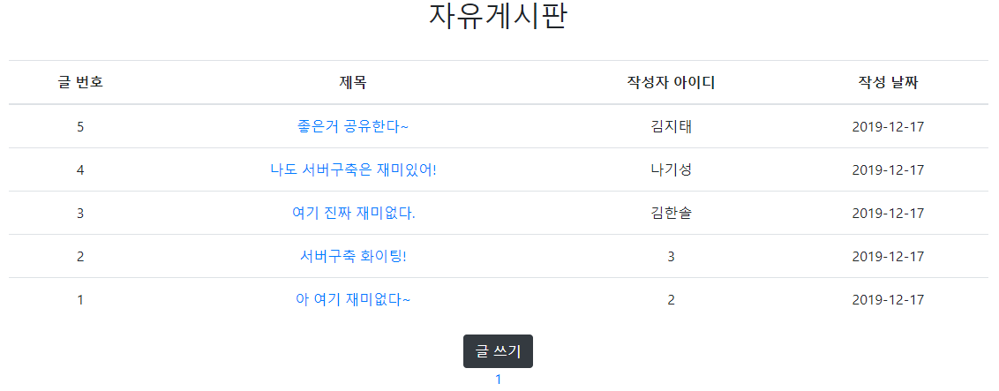 자유게시판
글 번호 제목 작성자 아이디 작성 날짜
5 좋은거 공유한다~ 김지태 2019-12-17
4 나도 서버구축은 재미있어! 나기성 2019-12-17
3 여기 진짜 재미없다. 김한솔 2019-12-17
2 서버구축 화이팅! 3 2019-12-17
1 아 여기 재미없다~ 2 2019-12-17
글 쓰기
1